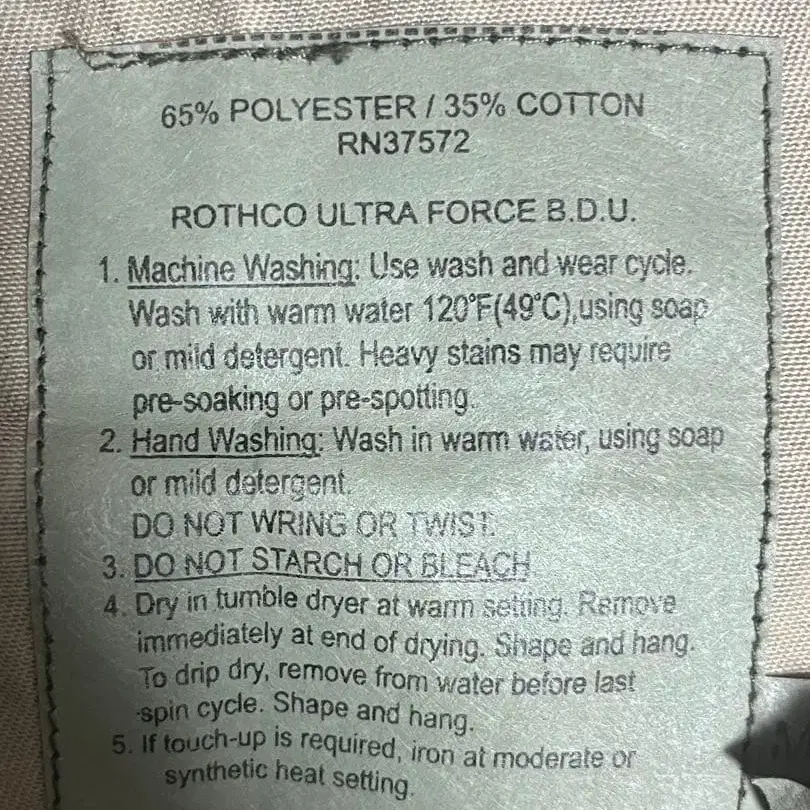 65% POLYESTER / 35% COTTON
RN37572
ROTHCO ULTRA FORCE B.D.U.
1. Machine Washing: Use wash and wear cycle.
Wash with warm water 120°F(49°C),using soap
or mild detergent. Heavy stains may require
pre-soaking or pre-spotting.
2. Hand Washing: Wash in warm water, using soap
or mild detergent.
DO NOT WRING OR TWIST.
3. DO NOT STARCH OR BLEACH
4. Dry in tumble dryer at warm setting. Remove
immediately at end of drying. Shape and hang.
To drip dry, remove from water before last
spin cycle. Shape and hang.
5. If touch-up is required, iron at moderate or
synthetic heat setting.